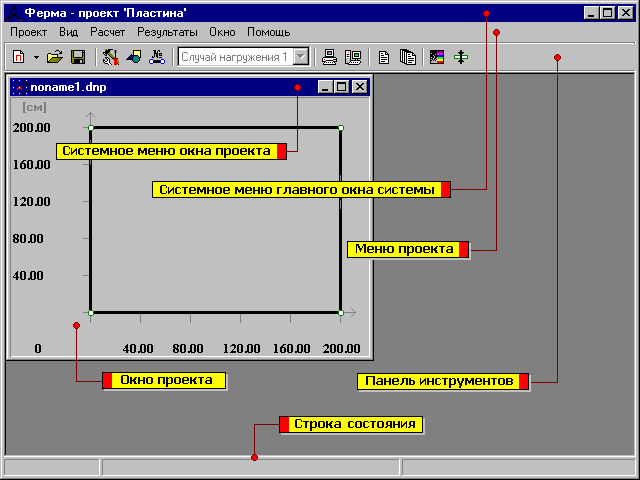 Ферма - проект 'Пластина'
Проект Вид Расчет Результаты Окно Помощь
Случай нагружения 1
noname1.dnp
[см]
200.00
Системное меню окна проекта
160.00
Системное меню главного окна системы
120.00
80.00
Меню проекта
40.00
0 40.00 80.00 120.00 160.00 200.00
Окно проекта
Панель инструментов
Строка состояния